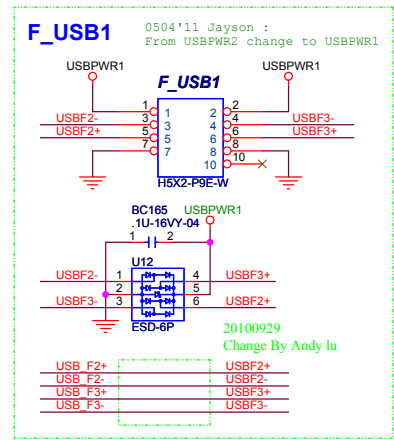 F_USB1
0504'11 Jayson :
From USBPWR2 change to USBPWR1
USBPWR1 USBPWR1
F_USB1
1 1 2 2
USBF2- 3 3 4 4 USBF3-
USBF2+ 5 5 6 6 USBF3+
7 7 8 8
10 10
H5X2-P9E-W
BC165 USBPWR1
.1U-16VY-04
1 2
U12
USBF2- 1 4 USBF3+
2 5
USBF3- 3 6 USBF2+
ESD-6P
20100929
Change By Andy lu
USB_F2+ USBF2+
USB_F2- USBF2-
USB_F3+ USBF3+
USB_F3- USBF3-